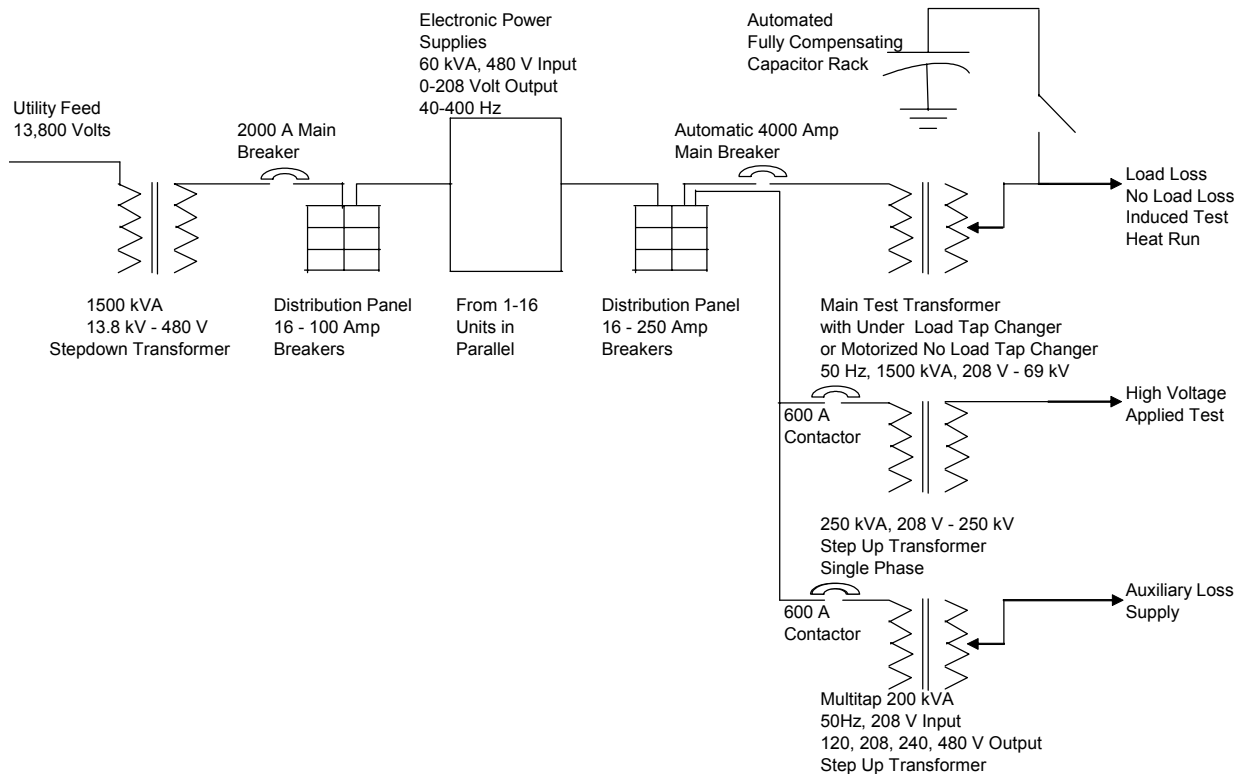 Utility Feed
13,800 Volts
1500 kVA
13.8 kV - 480 V
Stepdown Transformer
2000 A Main
Breaker
Distribution Panel
16 - 100 Amp
Breakers
Electronic Power
Supplies
60 kVA, 480 V Input
0-208 Volt Output
40-400 Hz
From 1-16
Units in
Parallel
Distribution Panel
16 - 250 Amp
Breakers
Automatic 4000 Amp
Main Breaker
Automated
Fully Compensating
Capacitor Rack
Load Loss
No Load Loss
Induced Test
Heat Run
Main Test Transformer
with Under Load Tap Changer
or Motorized No Load Tap Changer
50 Hz, 1500 kVA, 208 V - 69 kV
600 A
Contactor
High Voltage
Applied Test
250 kVA, 208 V - 250 kV
Step Up Transformer
Single Phase
600 A
Contactor
Auxiliary Loss
Supply
Multitap 200 kVA
50Hz, 208 V Input
120, 208, 240, 480 V Output
Step Up Transformer